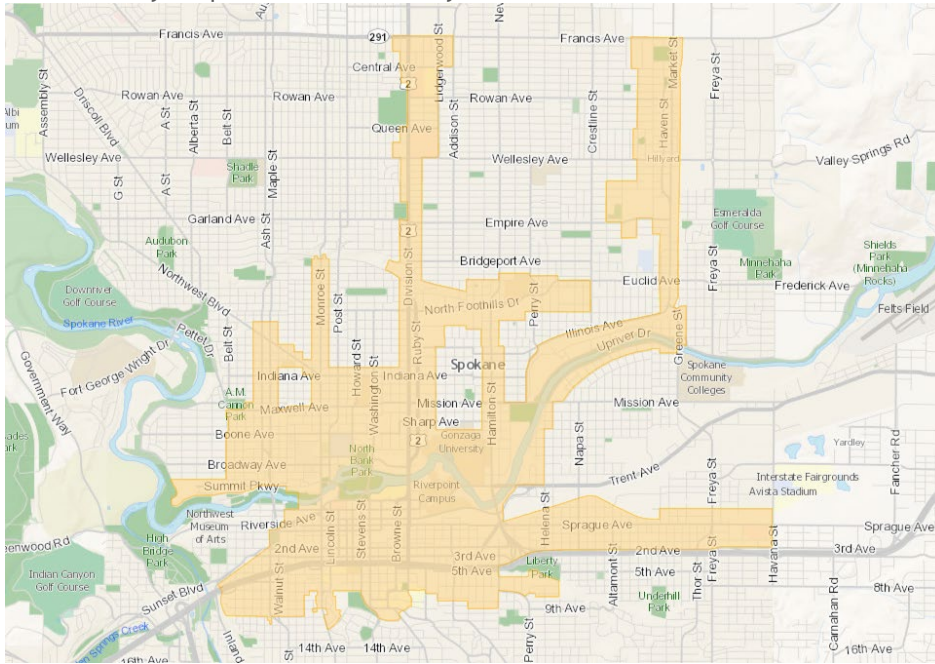 Francis Ave
291
Francis Ave
Central Ave
2
Lidgerwood St
Market St
Freya St
Assembly St
Driscoll Blvd
Rowan Ave
A St
Alberta St
Belt St
Rowan Ave
Maple St
Queen Ave
Addison St
Rowan Ave
Crestline St
Haven St
Wellesley Ave
Wellesley Ave
Hillyard
Valley Springs Rd
G St
A St
Shadle
Park
Garland Ave
Ash St
2
Empire Ave
Esmeralda
Golf Course
Audubon
Park
Northwest Blvd
Division St
Bridgeport Ave
Minnehaha
Park
Shields
Park
(Minnehaha
Rocks)
Downriver
Golf Course
Monroe St
Post St
North Foothills Dr
Perry St
Euclid Ave
Freya St
Frederick Ave
Felts Field
Spokane River
Pettet Dr
Belt St
Ruby St
Illinois Ave
Upriver Dr
Greene St
Government Way
Fort George Wright Dr
Howard St
Washington St
Spokane
Indiana Ave
Indiana Ave
Spokane
Community
Colleges
A.M.
Cannon
Park
Maxwell Ave
Mission Ave
Hamilton St
Mission Ave
Sharp Ave
Boone Ave
2
Gonzaga
University
Napa St
Yardley
Broadway Ave
North
Bank
Park
Trent Ave
Freya St
Fancher Rd
Summit Pkwy
Riverpoint
Campus
Interstate Fairgrounds
Avista Stadium
Northwest
Museum
of Arts
Riverside Ave
Lincoln St
Stevens St
Browne St
Helena St
Sprague Ave
Sprague Ave
High
Bridge
Park
2nd Ave
3rd Ave
2nd Ave
3rd Ave
Indian Canyon
Golf Course
Walnut St
5th Ave
Liberty
Park
Altamont St
5th Ave
Thor St
Freya St
Havana St
8th Ave
Sunset Blvd
9th Ave
Underhill
Park
Carnahan Rd
14th Ave
14th Ave
Perry St
16th Ave
16th Ave